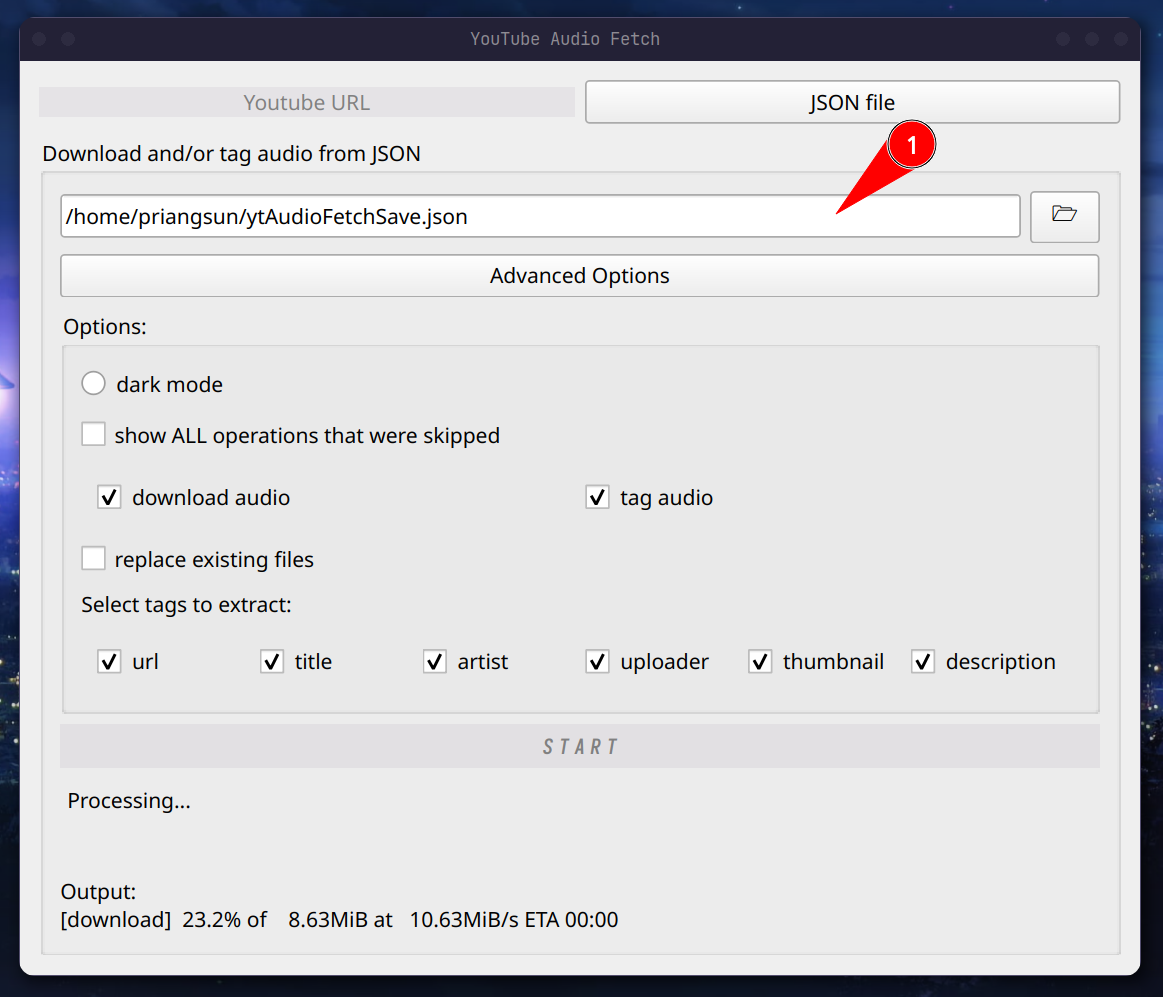 YouTube Audio Fetch
Youtube URL
JSON file
Download and/or tag audio from JSON
1
/home/priangsun/ytAudioFetchSave.json
Advanced Options
Options:
dark mode
show ALL operations that were skipped
download audio
tag audio
replace existing files
Select tags to extract:
url title artist uploader thumbnail description
START
Processing...
Output:
[download] 23.2% of 8.63MiB at 10.63MiB/s ETA 00:00